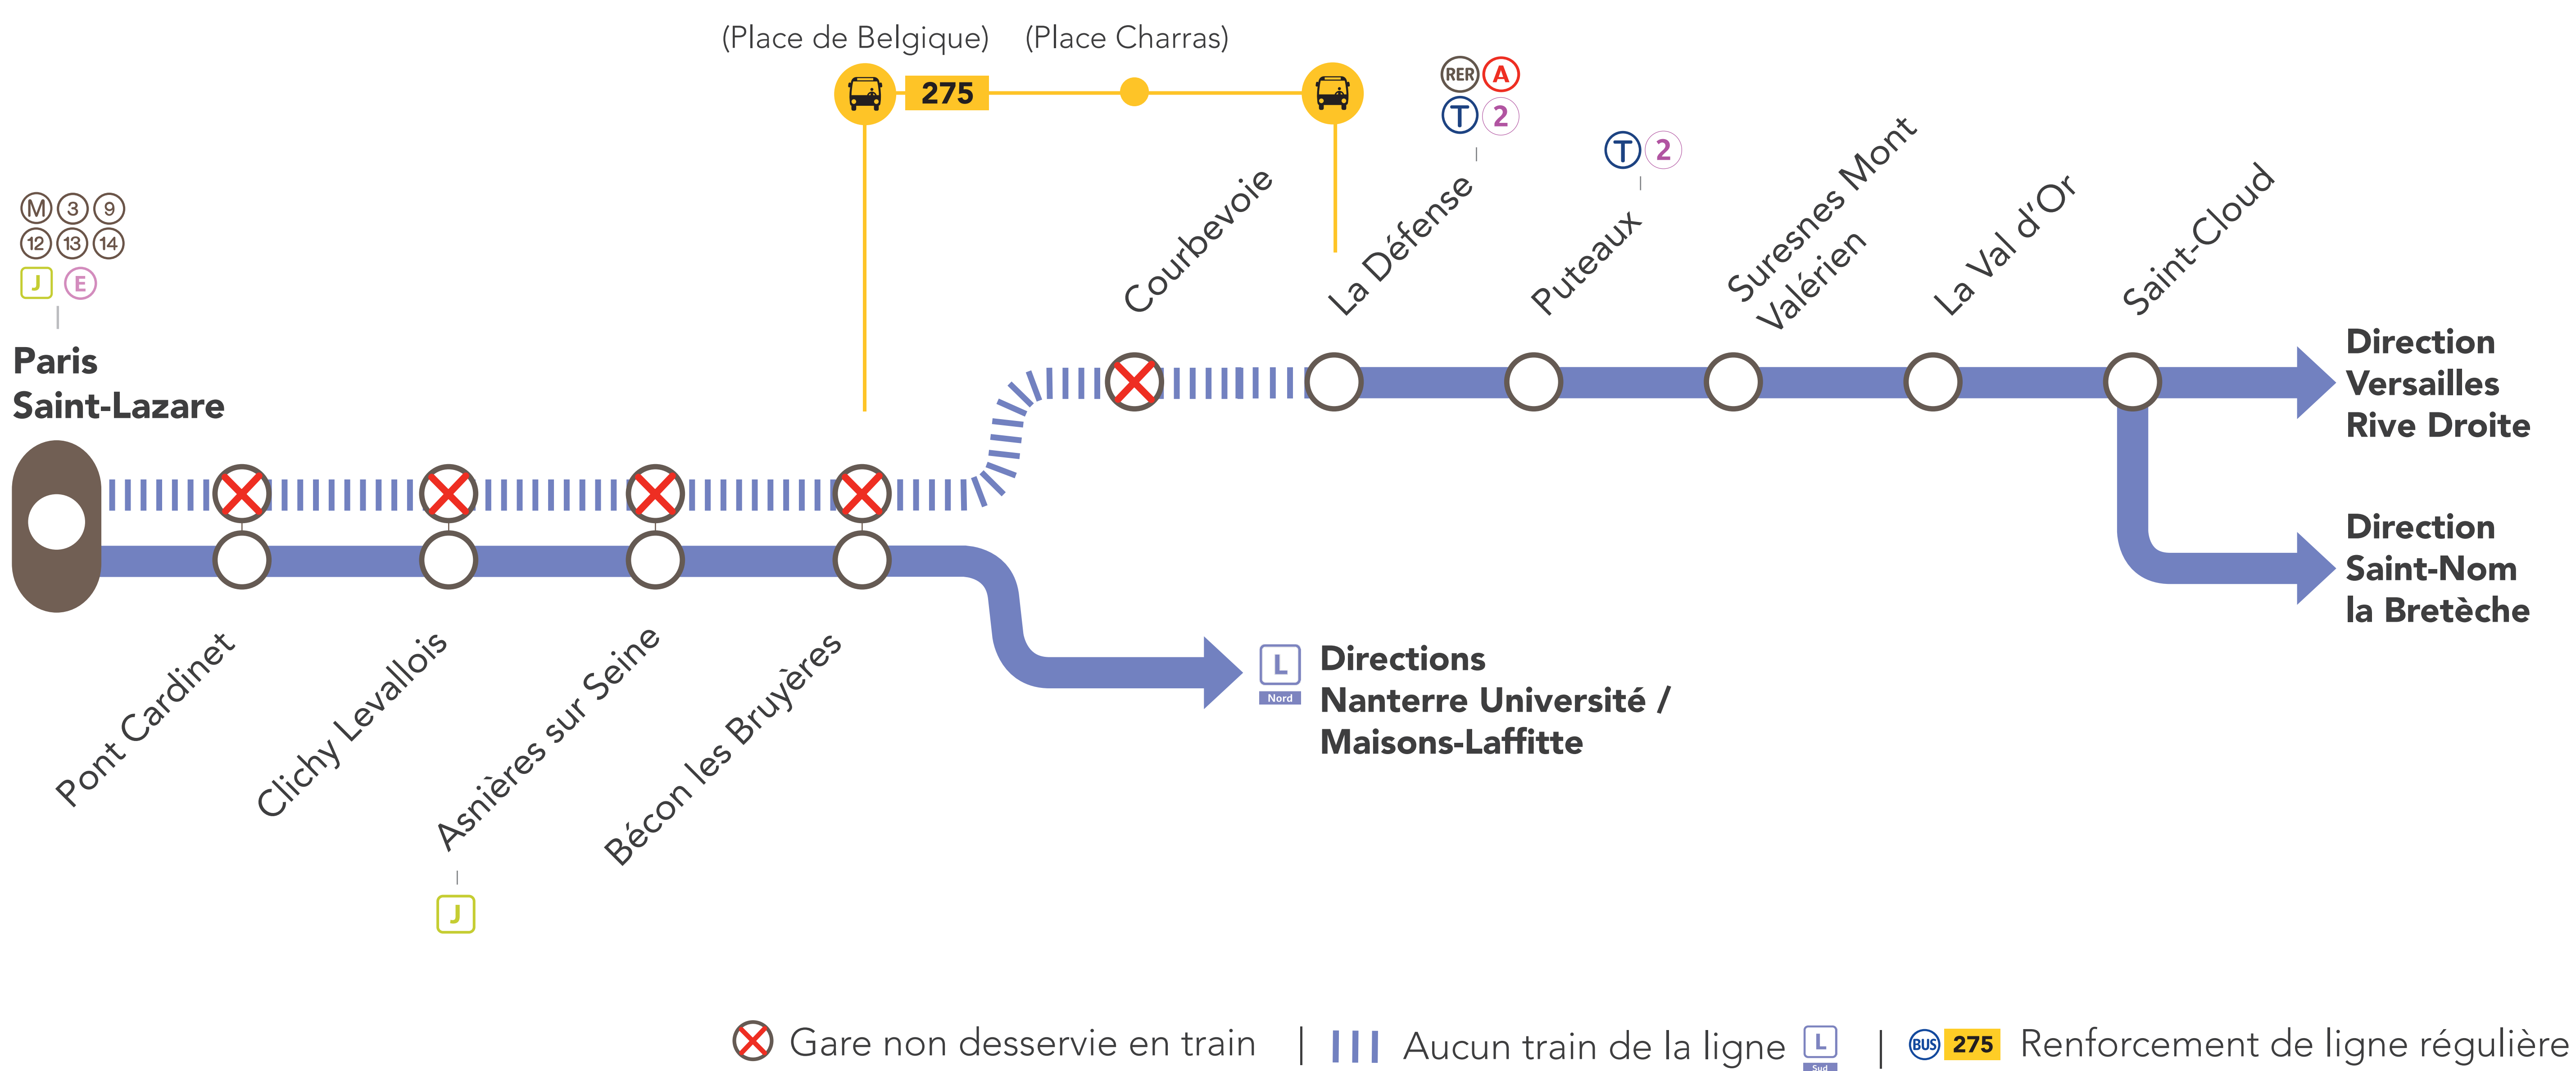 (Place de Belgique) (Place Charras)
275
RER A
T 2
T 2
M 3 9
12 13 14
J E
Paris
Saint-Lazare
Courbevoie
La Défense
Puteaux
Suresnes Mont
Valérien
La Val d'Or
Saint-Cloud
Direction
Versailles
Rive Droite
Direction
Saint-Nom
la Bretèche
Pont Cardinet
Clichy Levallois
Asnières sur Seine
Bécon les Bruyères
J
L
Nord
Directions
Nanterre Université /
Maisons-Laffitte
Gare non desservie en train | Aucun train de la ligne L Sud | BUS 275 Renforcement de ligne régulière